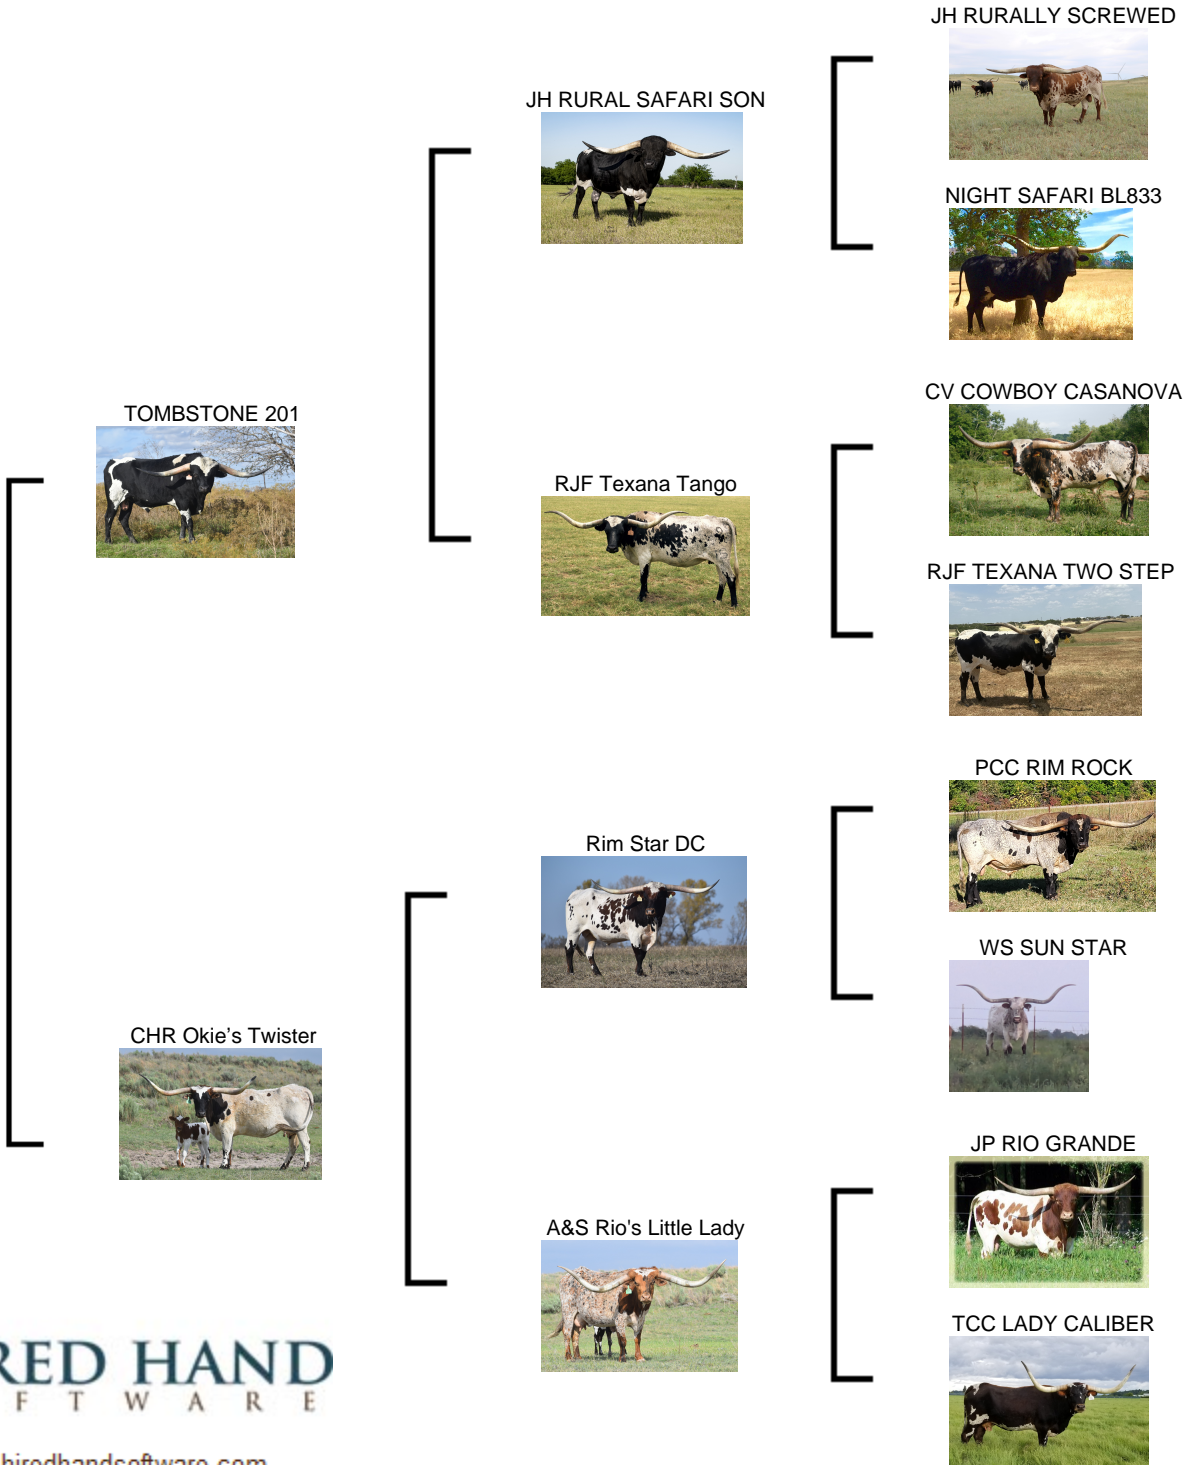 JH RURALLY SCREWED
JH RURAL SAFARI SON
NIGHT SAFARI BL833
CV COWBOY CASANOVA
TOMBSTONE 201
RJF Texana Tango
RJF TEXANA TWO STEP
PCC RIM ROCK
Rim Star DC
WS SUN STAR
CHR Okie's Twister
JP RIO GRANDE
A&S Rio's Little Lady
TCC LADY CALIBER
RED HAND
F T W A R E
hiredhandsoftware.com